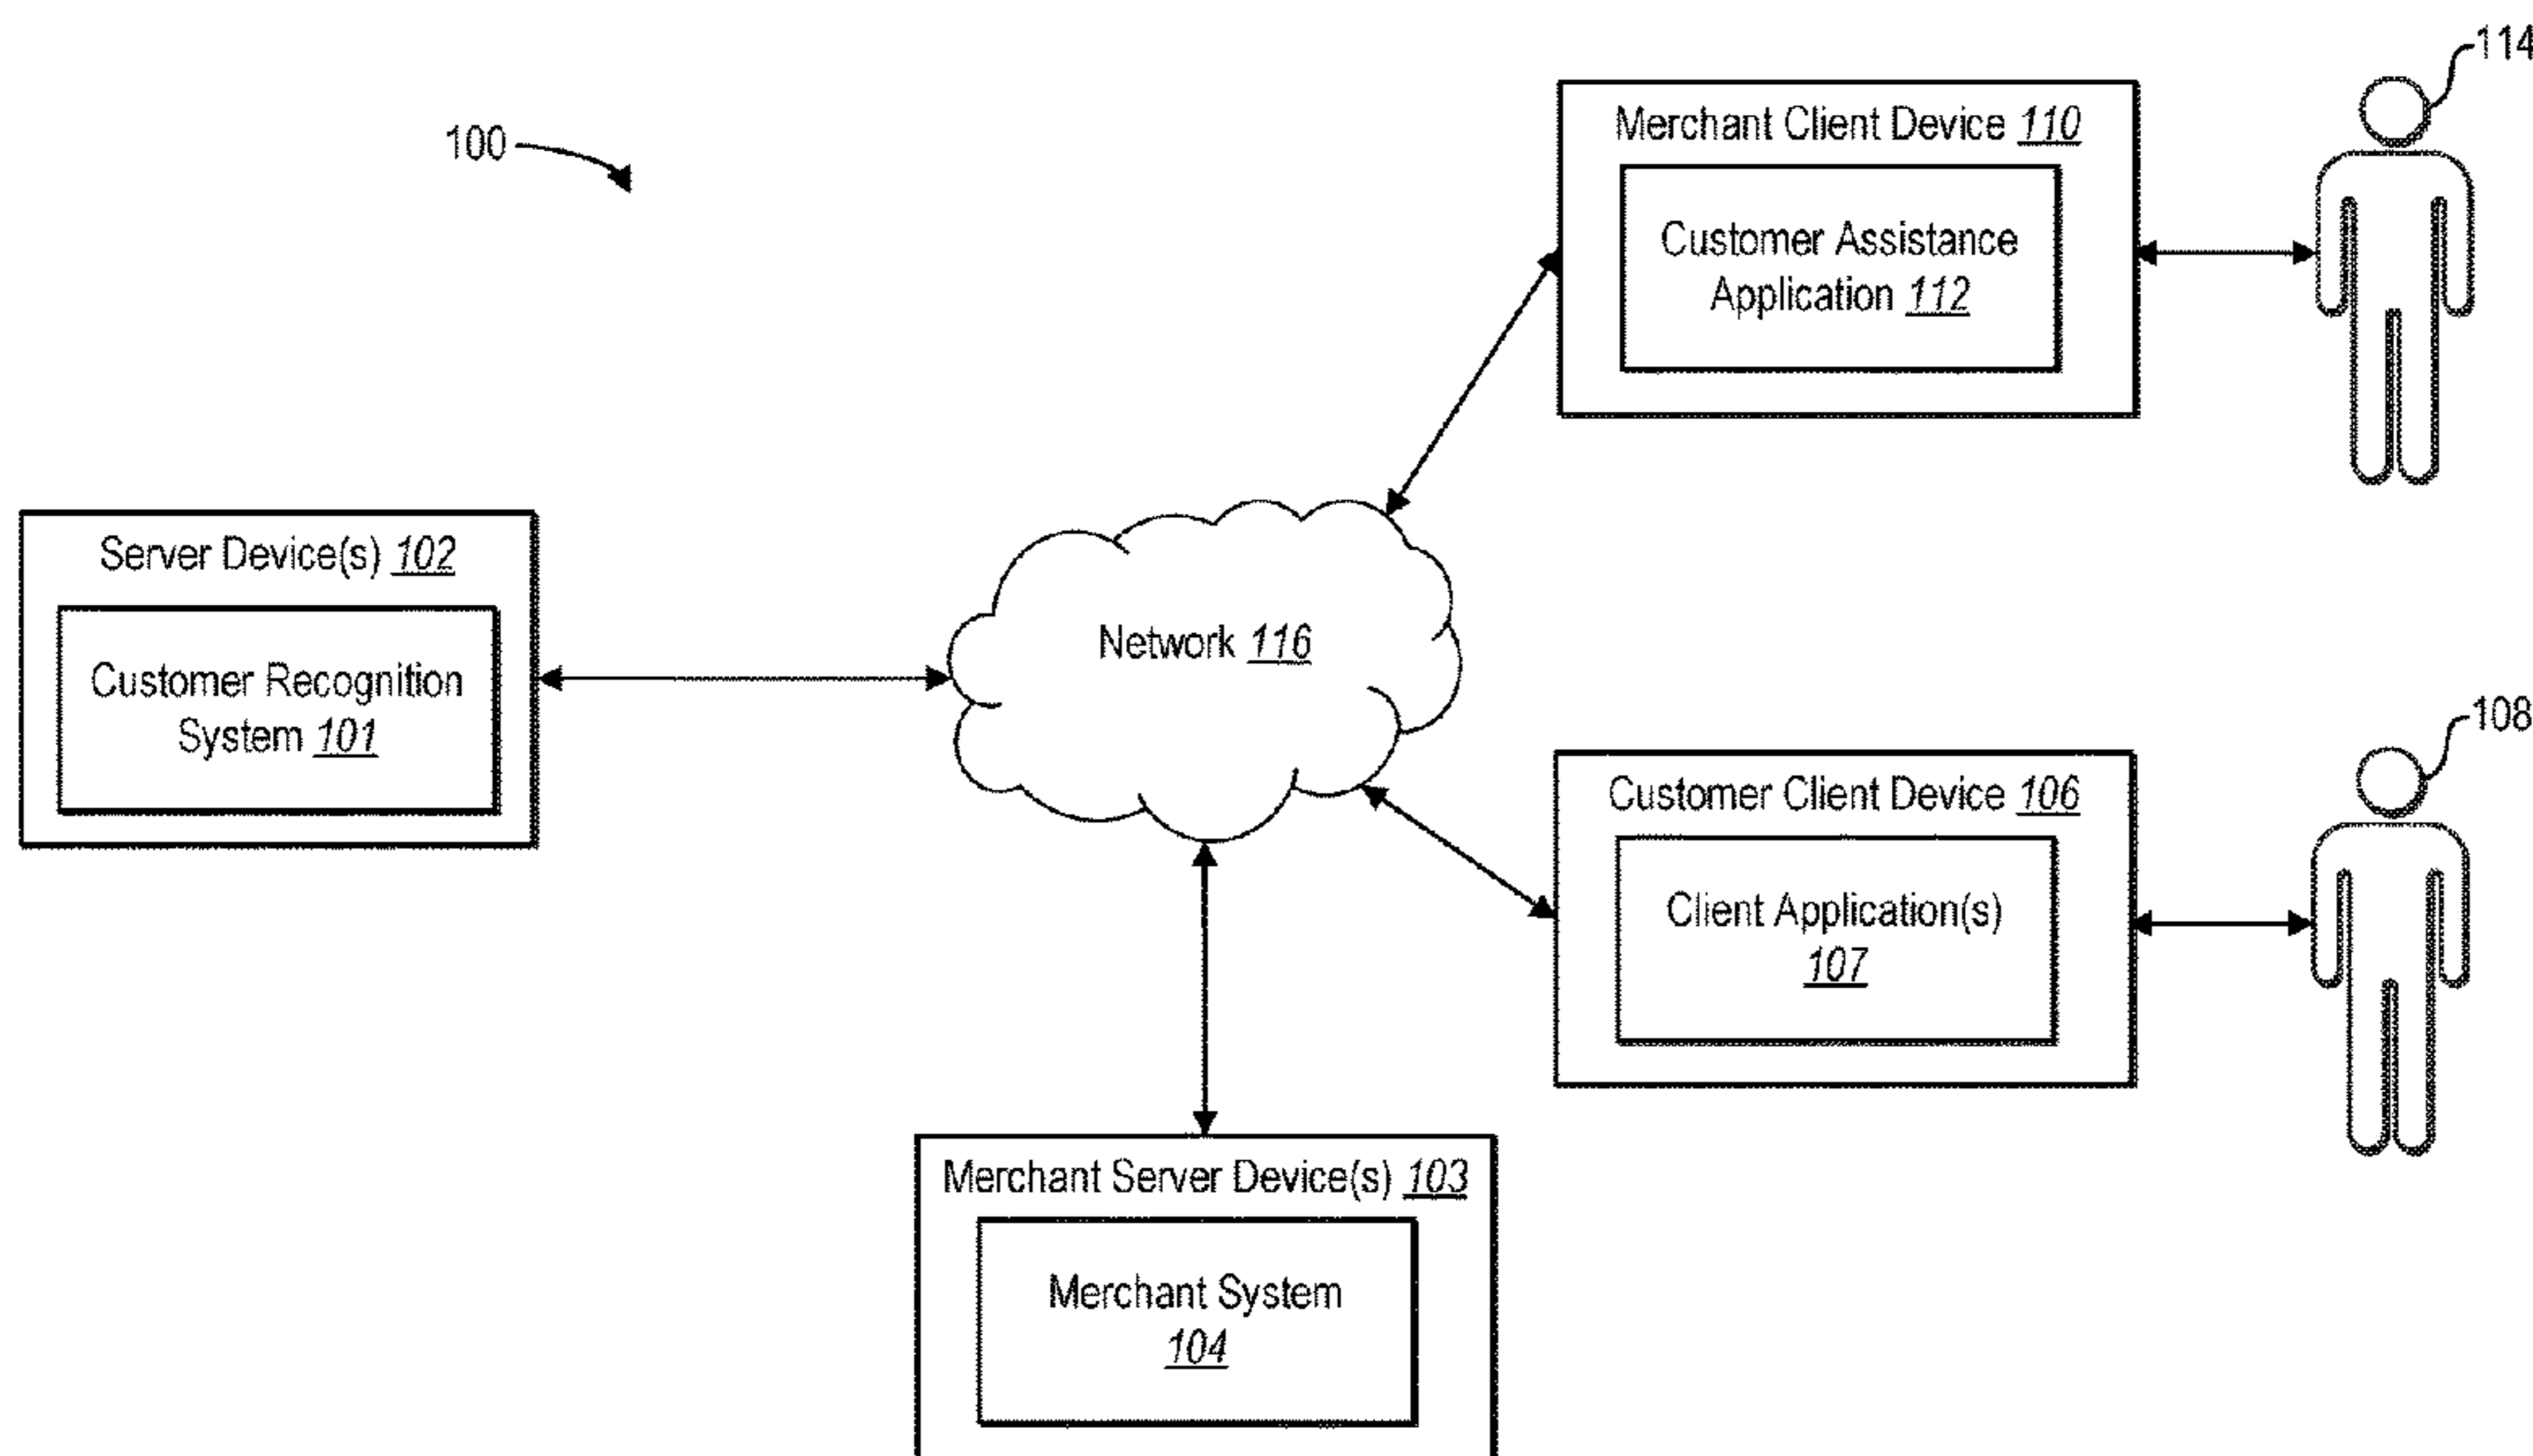 114
100
Merchant Client Device 110
Customer Assistance
Application 112
Server Device(s) 102
Customer Recognition
System 101
Network 116
108
Customer Client Device 106
Client Application(s)
107
Merchant Server Device(s) 103
Merchant System
104